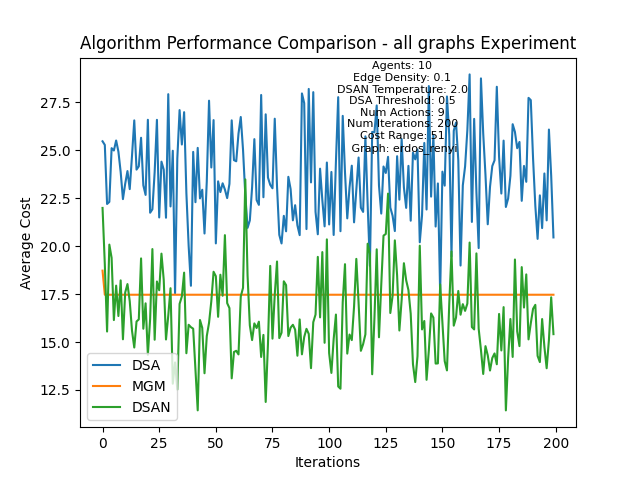 Algorithm Performance Comparison - all graphs Experiment
Agents: 10
Edge Density: 0.1
DSAN Temperature: 2.0
DSA Threshold: 0.5
Num Actions: 9
Num Iterations: 200
Cost Range: 51
Graph: erdos_renyi
Average Cost
27.5
25.0
22.5
20.0
17.5
15.0
12.5
DSA
MGM
DSAN
0
25
50
75
100
125
150
175
200
Iterations